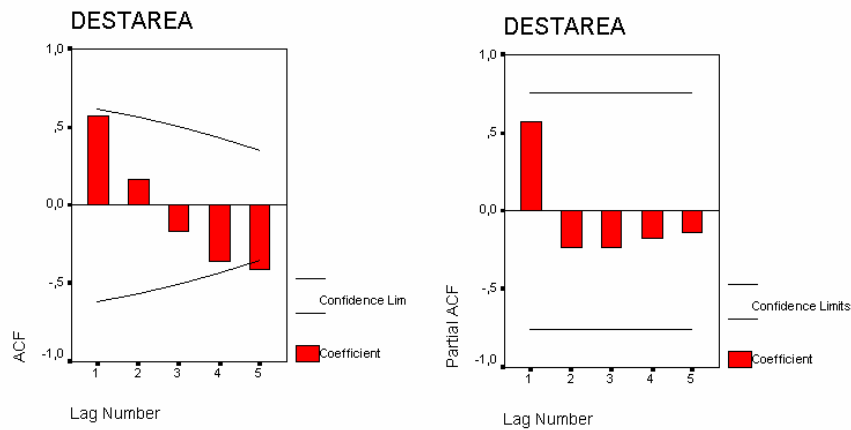 DESTAREA
1,0
,5
0,0
-,5
-1,0
ACF
1 2 3 4 5
Lag Number
Confidence Lim
Coefficient
DESTAREA
1,0
,5
0,0
-,5
-1,0
Partial ACF
1 2 3 4 5
Lag Number
Confidence Limits
Coefficient